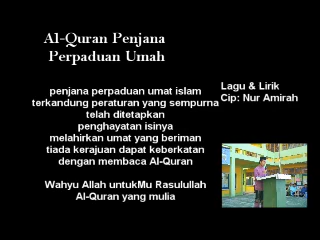 Al-Quran Penjana
Perpaduan Umah
penjana perpaduan umat islam
terkandung peraturan yang sempurna
telah ditetapkan
penghayatan isinya
melahirkan umat yang beriman
tiada kerajuan dapat keberkatan
dengan membaca Al-Quran
Wahyu Allah untukMu Rasulullah
Al-Quran yang mulia
Lagu & Lirik
Cip: Nur Amirah